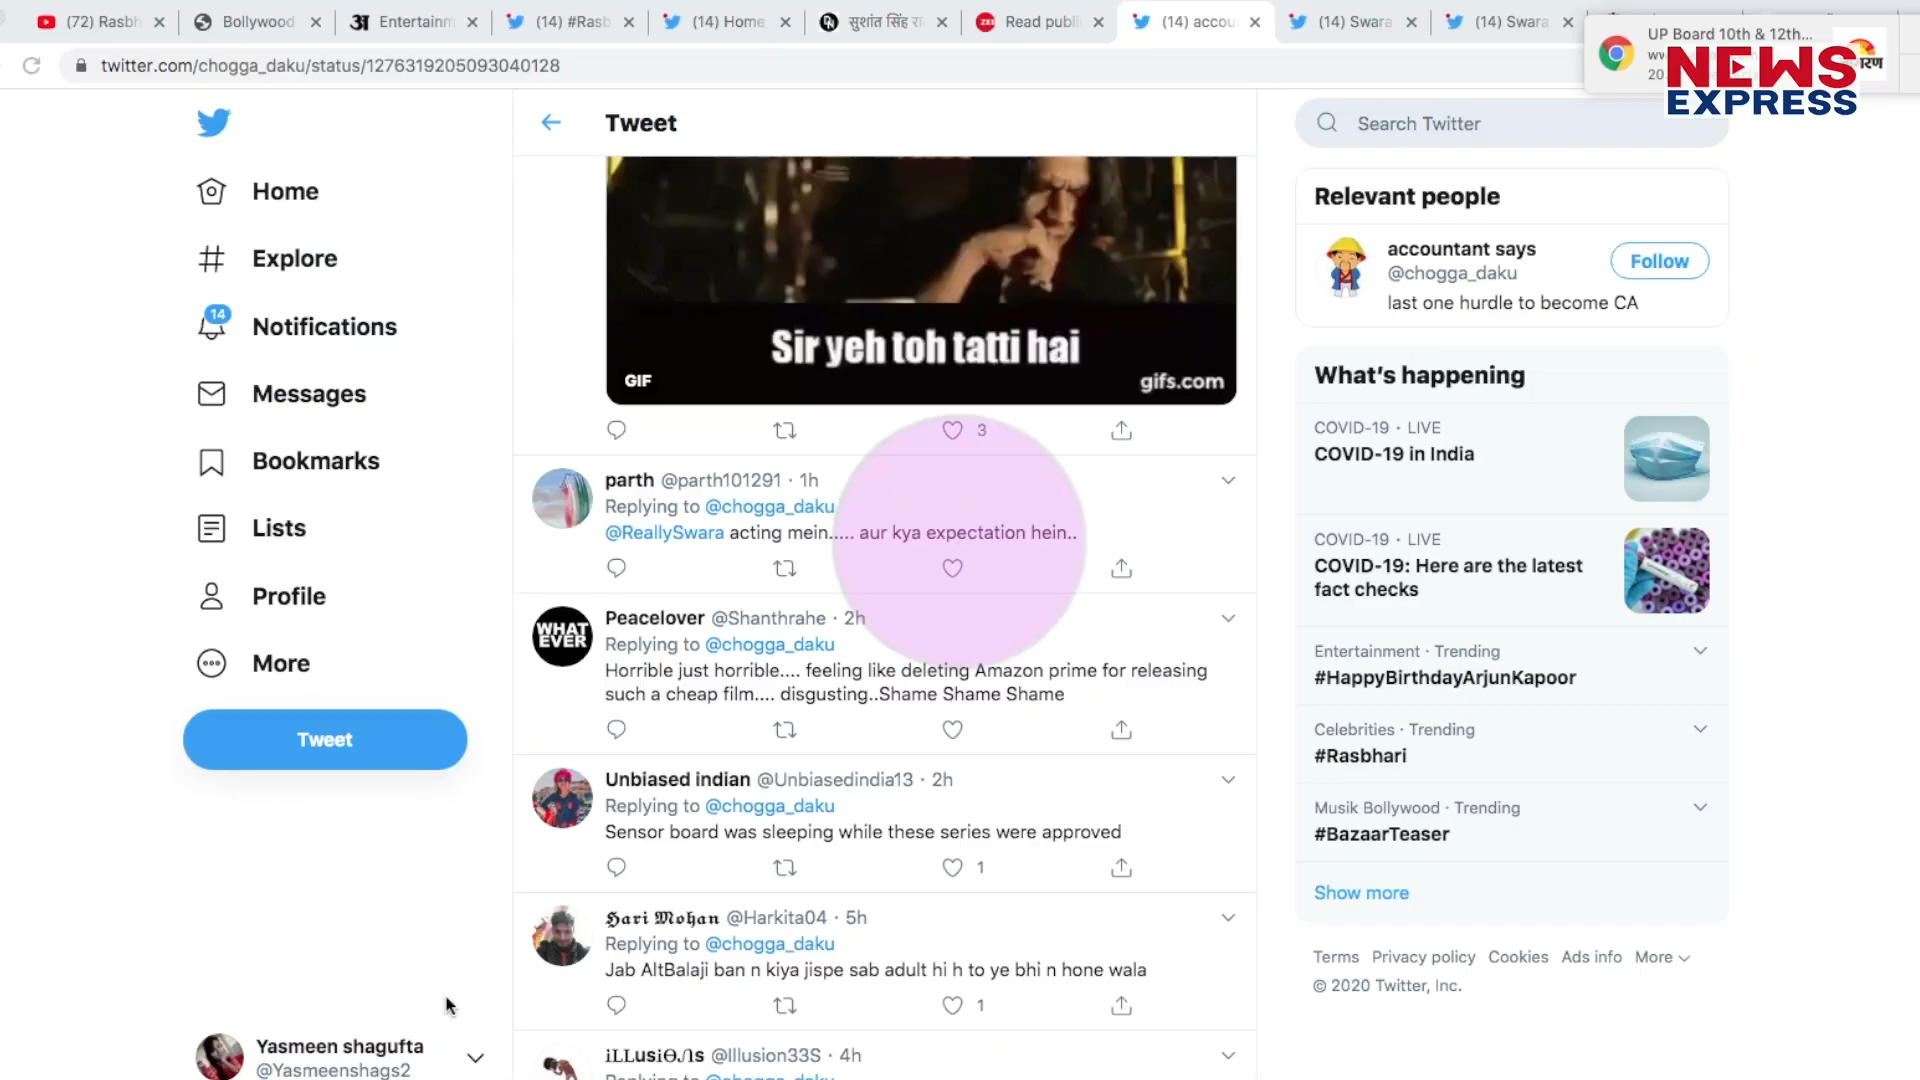 (72) Rasbh
Bollywood
Entertainm
(14) #Rasb
(14) Home
सुशांत सिंह रा
Read publi
(14) accou
(14) Swara
(14) Swara
UP Board 10th & 12th...
twitter.com/chogga_daku/status/1276319205093040128
NEWS
EXPRESS
Tweet
Search Twitter
Home
Explore
14
Notifications
Messages
Bookmarks
Lists
Profile
More
Tweet
Yasmeen shagufta
@Yasmeenshags2
Sir yeh toh tatti hai
GIF
gifs.com
3
parth @parth101291 · 1h
Replying to @chogga_daku
@ReallySwara acting mein..... aur kya expectation hein..
WHAT
EVER
Peacelover @Shanthrahe · 2h
Replying to @chogga_daku
Horrible just horrible.... feeling like deleting Amazon prime for releasing
such a cheap film.... disgusting..Shame Shame Shame
Unbiased indian @Unbiasedindia13 · 2h
Replying to @chogga_daku
Sensor board was sleeping while these series were approved
1
𝕳𝖆𝖗𝖎 𝕸𝖔𝖍𝖆𝖓 @Harkita04 · 5h
Replying to @chogga_daku
Jab AltBalaji ban n kiya jispe sab adult hi h to ye bhi n hone wala
1
@Illusion33S · 4h
Replying to @chogga_daku
Relevant people
accountant says
@chogga_daku
Follow
last one hurdle to become CA
What's happening
COVID-19 · LIVE
COVID-19 in India
COVID-19 · LIVE
COVID-19: Here are the latest
fact checks
Entertainment · Trending
#HappyBirthdayArjunKapoor
Celebrities · Trending
#Rasbhari
Musik Bollywood · Trending
#BazaarTeaser
Show more
Terms Privacy policy Cookies Ads info More
© 2020 Twitter, Inc.